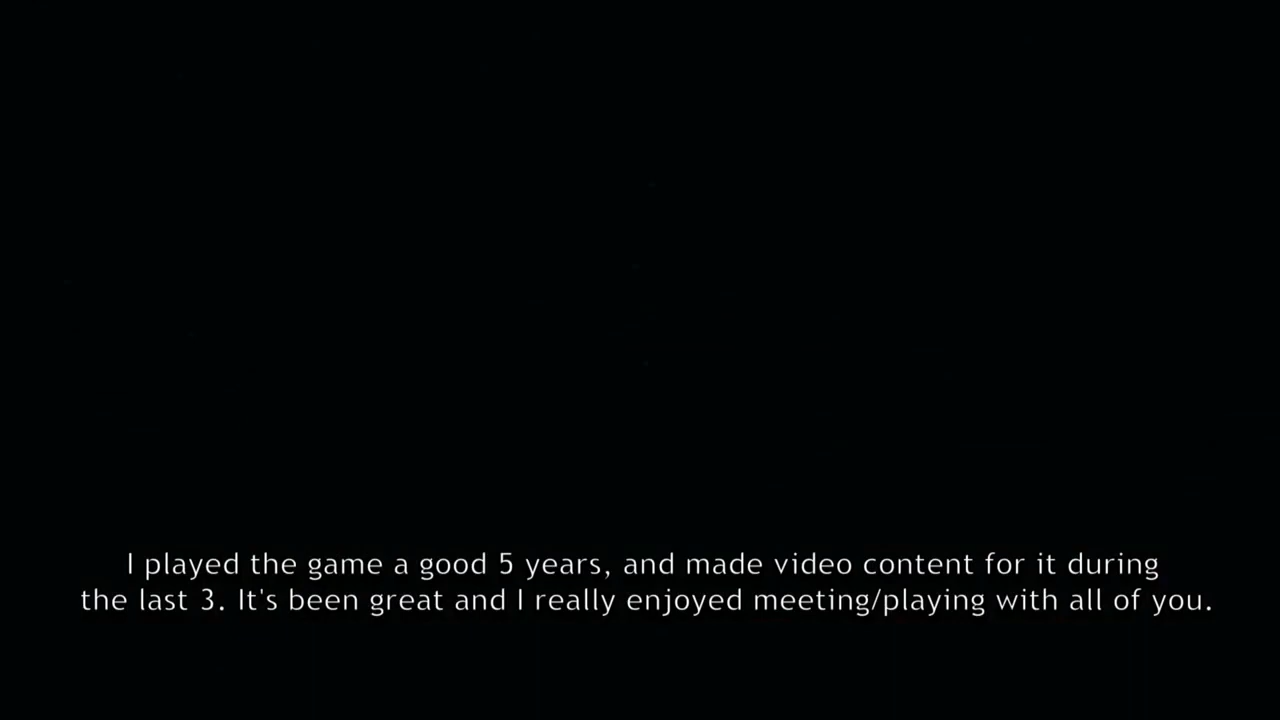 I played the game a good 5 years, and made video content for it during
the last 3. It's been great and I really enjoyed meeting/playing with all of you.